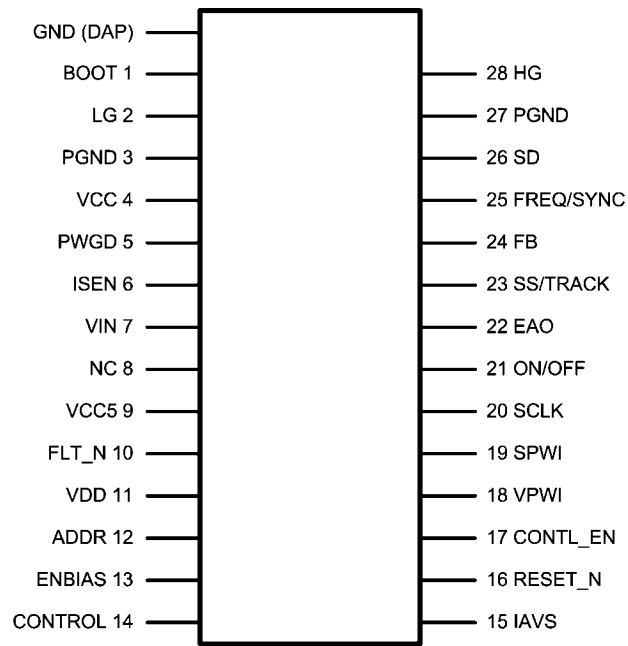 GND (DAP)
BOOT 1
LG 2
PGND 3
VCC 4
PWGD 5
ISEN 6
VIN 7
NC 8
VCC5 9
FLT_N 10
VDD 11
ADDR 12
ENBIAS 13
CONTROL 14
28 HG
27 PGND
26 SD
25 FREQ/SYNC
24 FB
23 SS/TRACK
22 EAO
21 ON/OFF
20 SCLK
19 SPWI
18 VPWI
17 CONTL_EN
16 RESET_N
15 IAVS